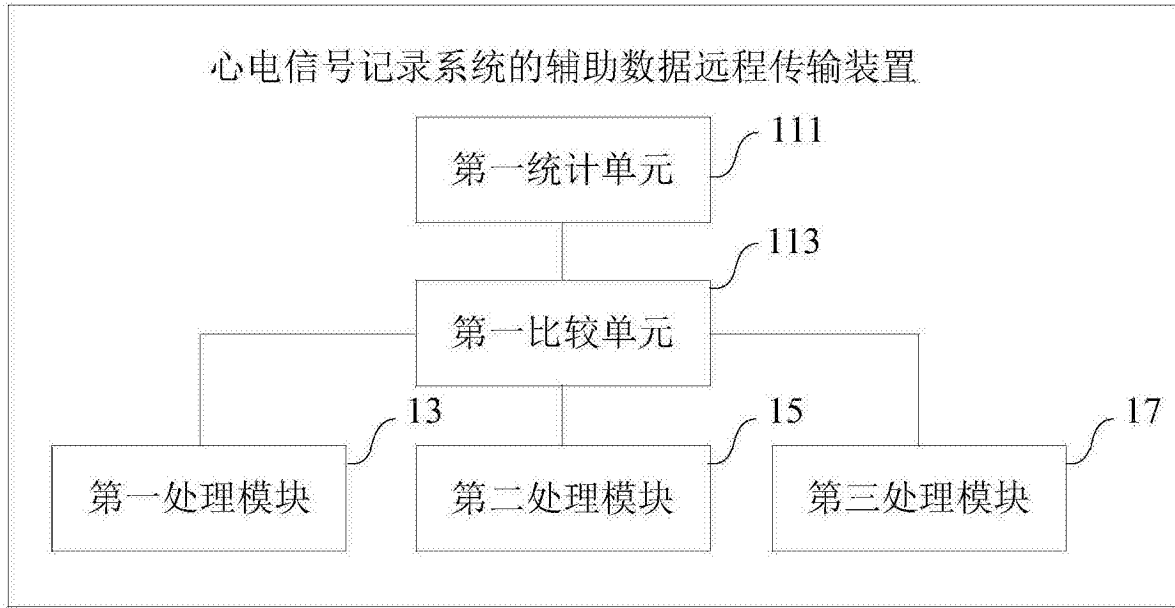 心电信号记录系统的辅助数据远程传输装置
第一统计单元
111
第一比较单元
113
第一处理模块
13
第二处理模块
15
第三处理模块
17